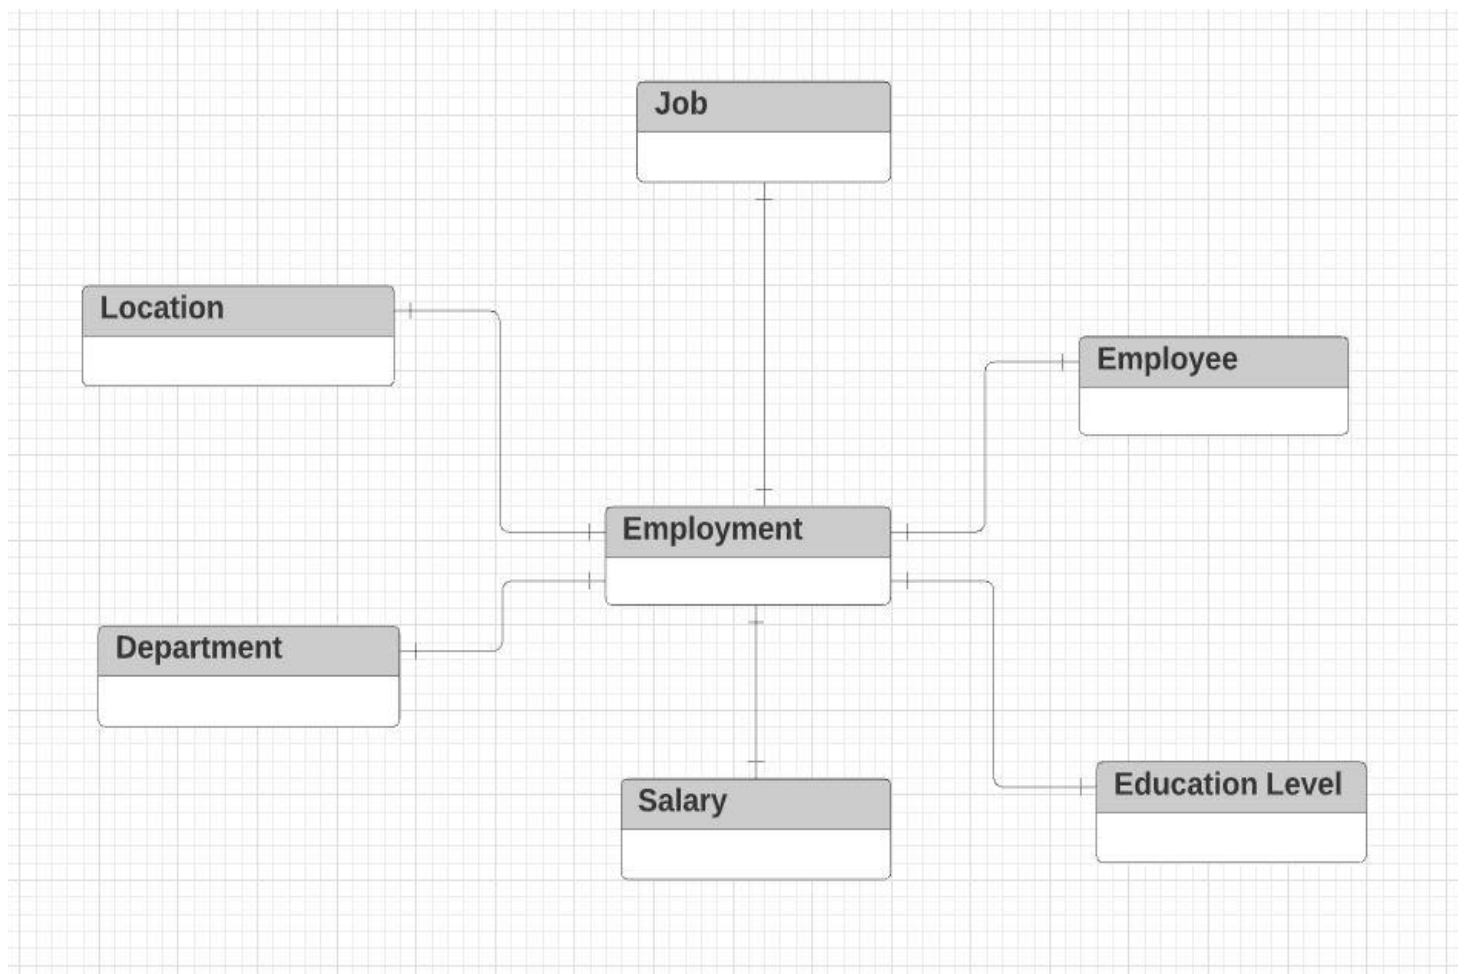 Job
Location
Employee
Employment
Department
Education Level
Salary